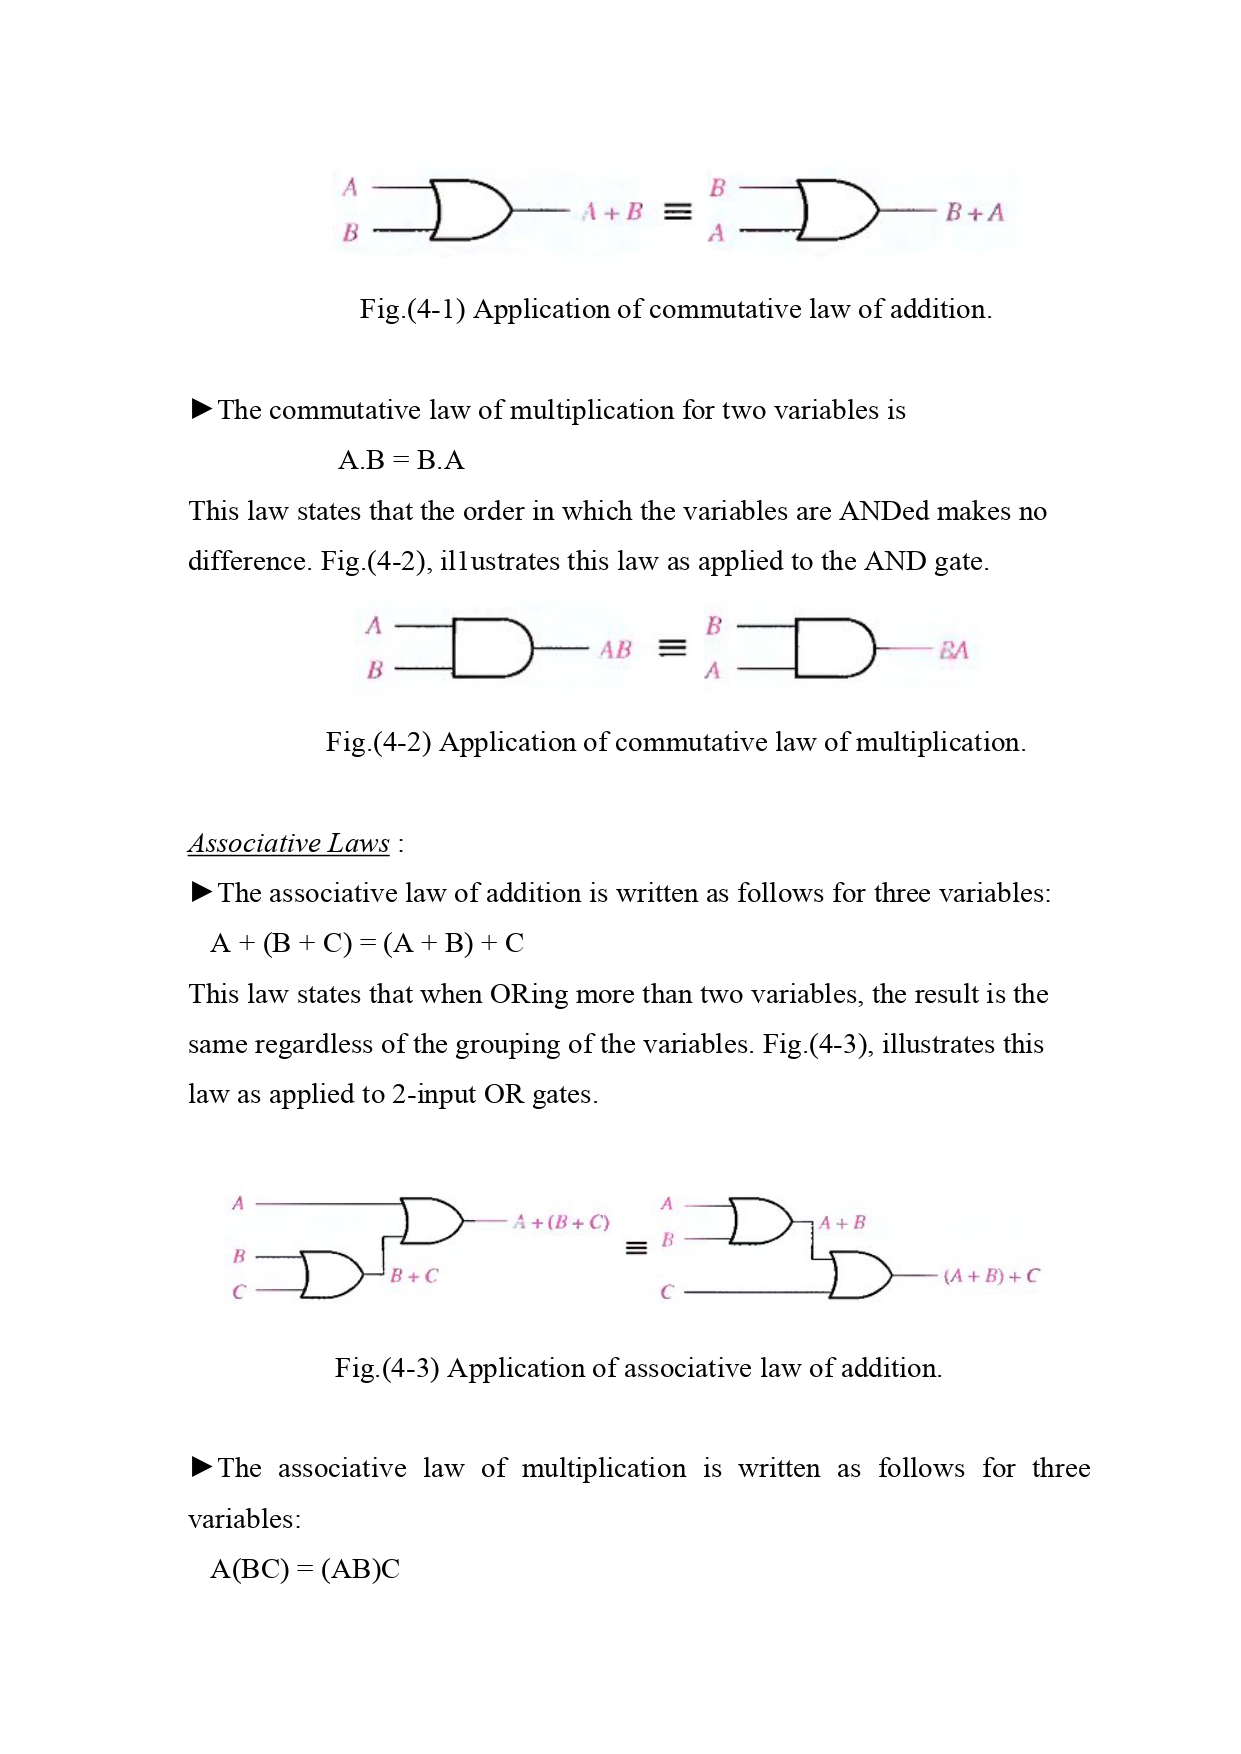 A
B
A + B ≡
B
A
B + A
Fig.(4-1) Application of commutative law of addition.
►The commutative law of multiplication for two variables is
A.B = B.A
This law states that the order in which the variables are ANDed makes no
difference. Fig.(4-2), il1ustrates this law as applied to the AND gate.
A
B
AB ≡
B
A
BA
Fig.(4-2) Application of commutative law of multiplication.
Associative Laws :
►The associative law of addition is written as follows for three variables:
A + (B + C) = (A + B) + C
This law states that when ORing more than two variables, the result is the
same regardless of the grouping of the variables. Fig.(4-3), illustrates this
law as applied to 2-input OR gates.
A
B
C
B + C
A + (B + C)
≡
A
B
C
A + B
(A + B) + C
Fig.(4-3) Application of associative law of addition.
►The associative law of multiplication is written as follows for three
variables:
A(BC) = (AB)C